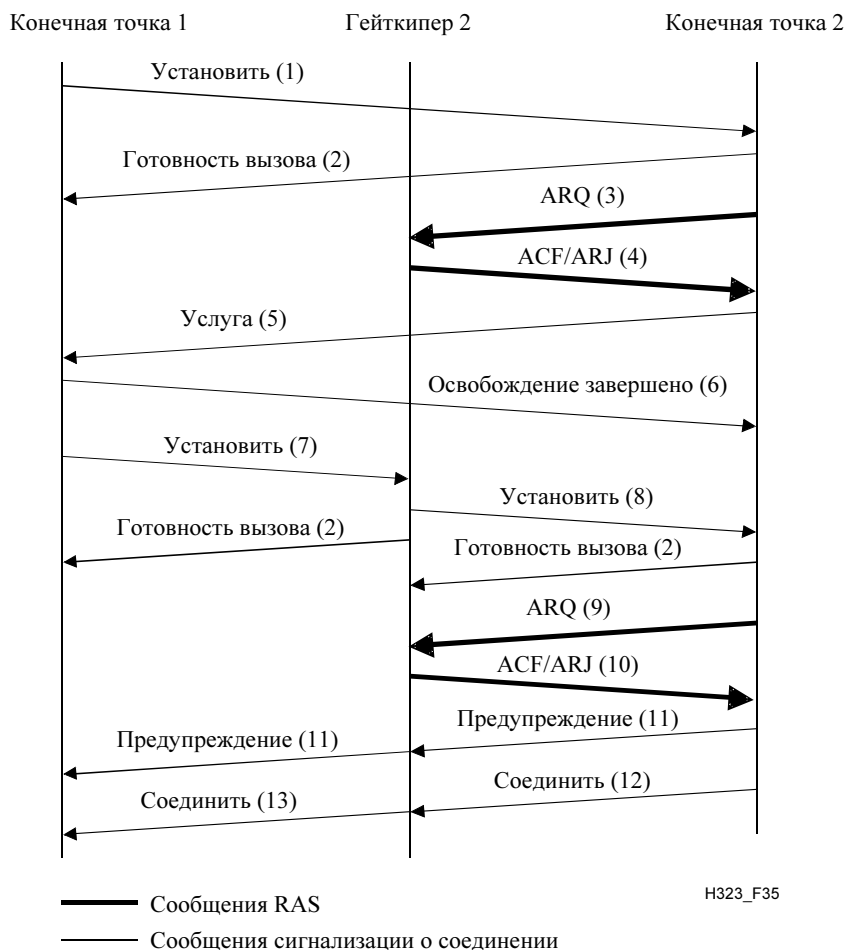 Конечная точка 1
Гейткипер 2
Конечная точка 2
Установить (1)
Готовность вызова (2)
ARQ (3)
ACF/ARJ (4)
Услуга (5)
Освобождение завершено (6)
Установить (7)
Установить (8)
Готовность вызова (2)
Готовность вызова (2)
ARQ (9)
ACF/ARJ (10)
Предупреждение (11)
Предупреждение (11)
Соединить (12)
Соединить (13)
H323_F35
Сообщения RAS
Сообщения сигнализации о соединении